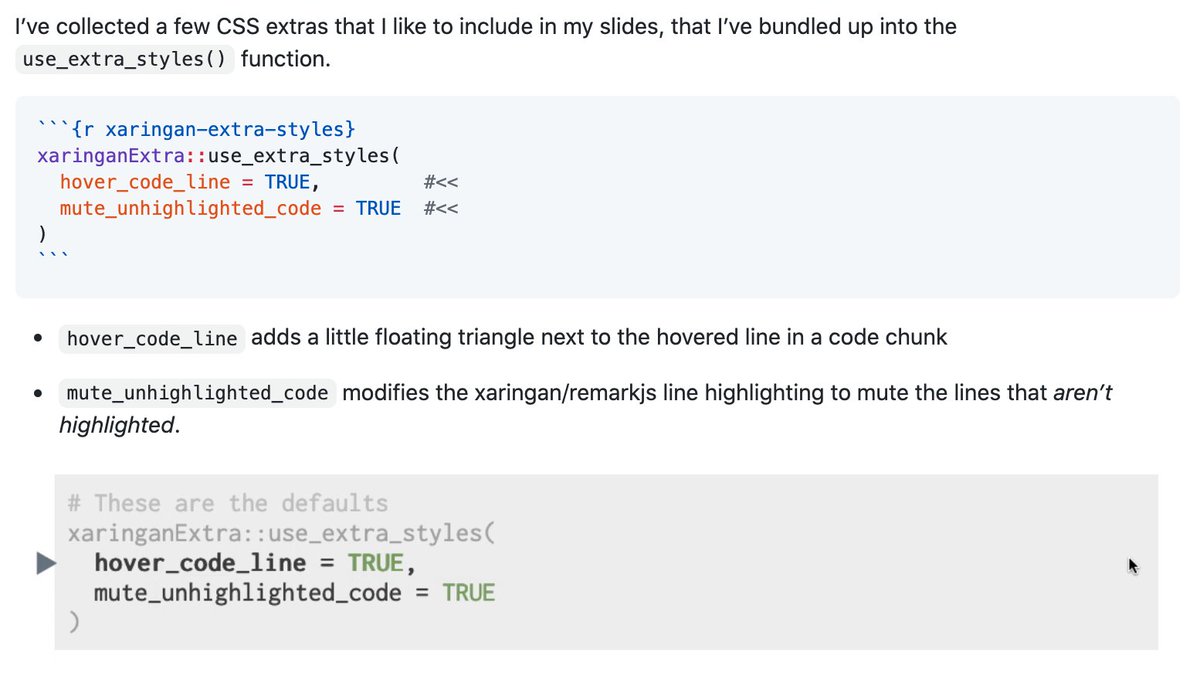 I’ve collected a few CSS extras that I like to include in my slides, that I’ve bundled up into the
use_extra_styles() function.
```{r xaringan-extra-styles}
xaringanExtra::use_extra_styles(
  hover_code_line = TRUE,         #<<
  mute_unhighlighted_code = TRUE  #<<
)
```
• hover_code_line adds a little floating triangle next to the hovered line in a code chunk
• mute_unhighlighted_code modifies the xaringan/remarkjs line highlighting to mute the lines that aren’t
highlighted.
# These are the defaults
xaringanExtra::use_extra_styles(
  hover_code_line = TRUE,
  mute_unhighlighted_code = TRUE
)